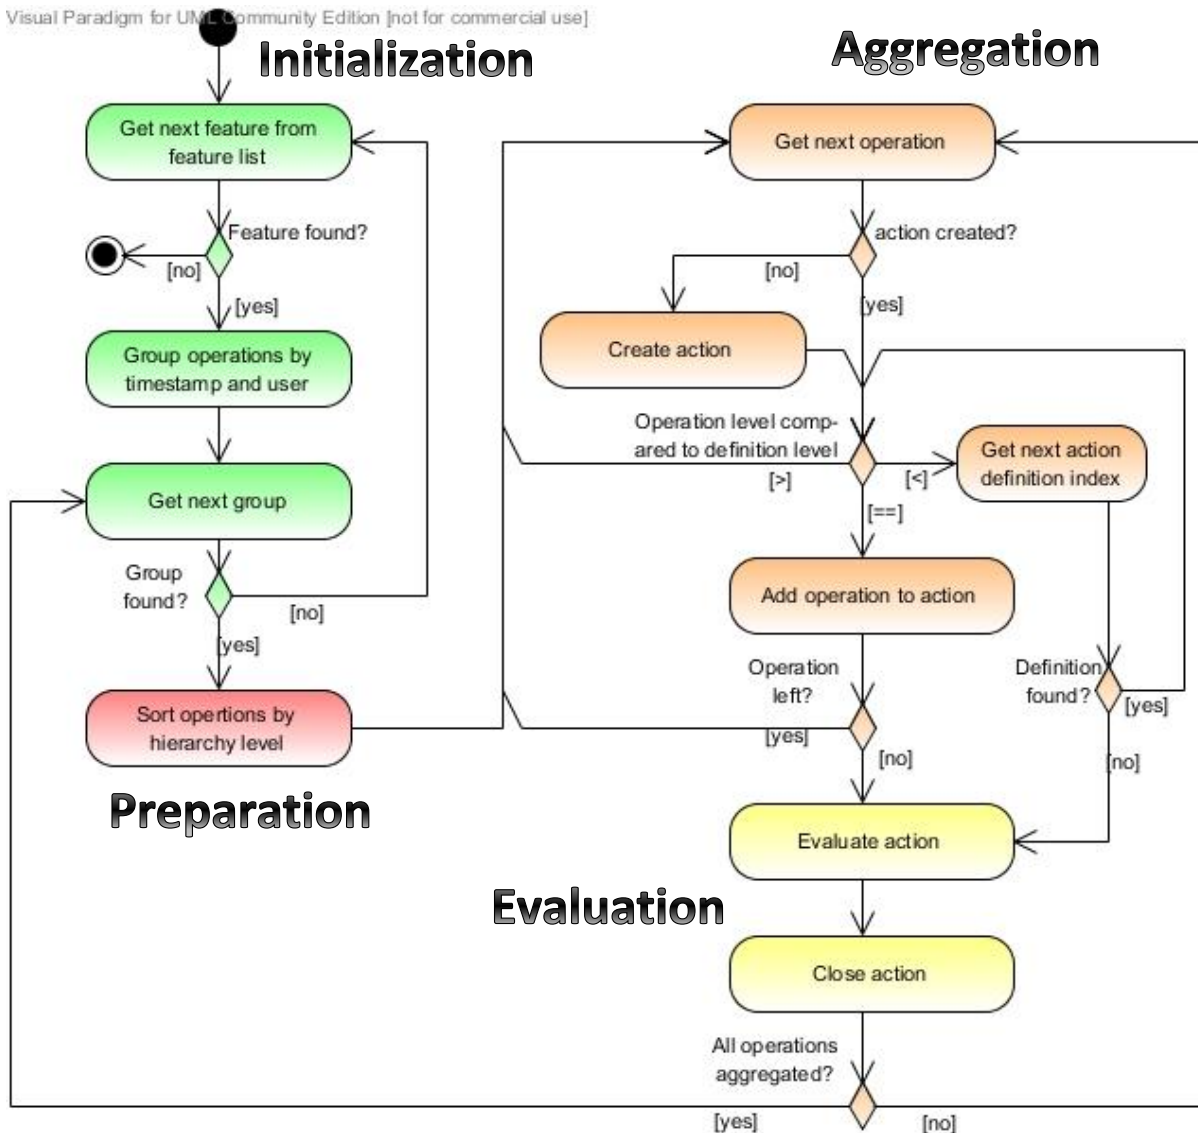 Visual Paradigm for UML Community Edition [not for commercial use]
Initialization
Get next feature from
feature list
Feature found?
[no]
[yes]
Group operations by
timestamp and user
Get next group
Group
found?
[no]
[yes]
Sort opertions by
hierarchy level
Preparation
Aggregation
Get next operation
action created?
[no]
[yes]
Create action
Operation level comp-
ared to definition level
[>]
[<]
[==]
Get next action
definition index
Add operation to action
Operation
left?
[yes]
[no]
Definition
found?
[yes]
[no]
Evaluate action
Evaluation
Close action
All operations
aggregated?
[yes]
[no]